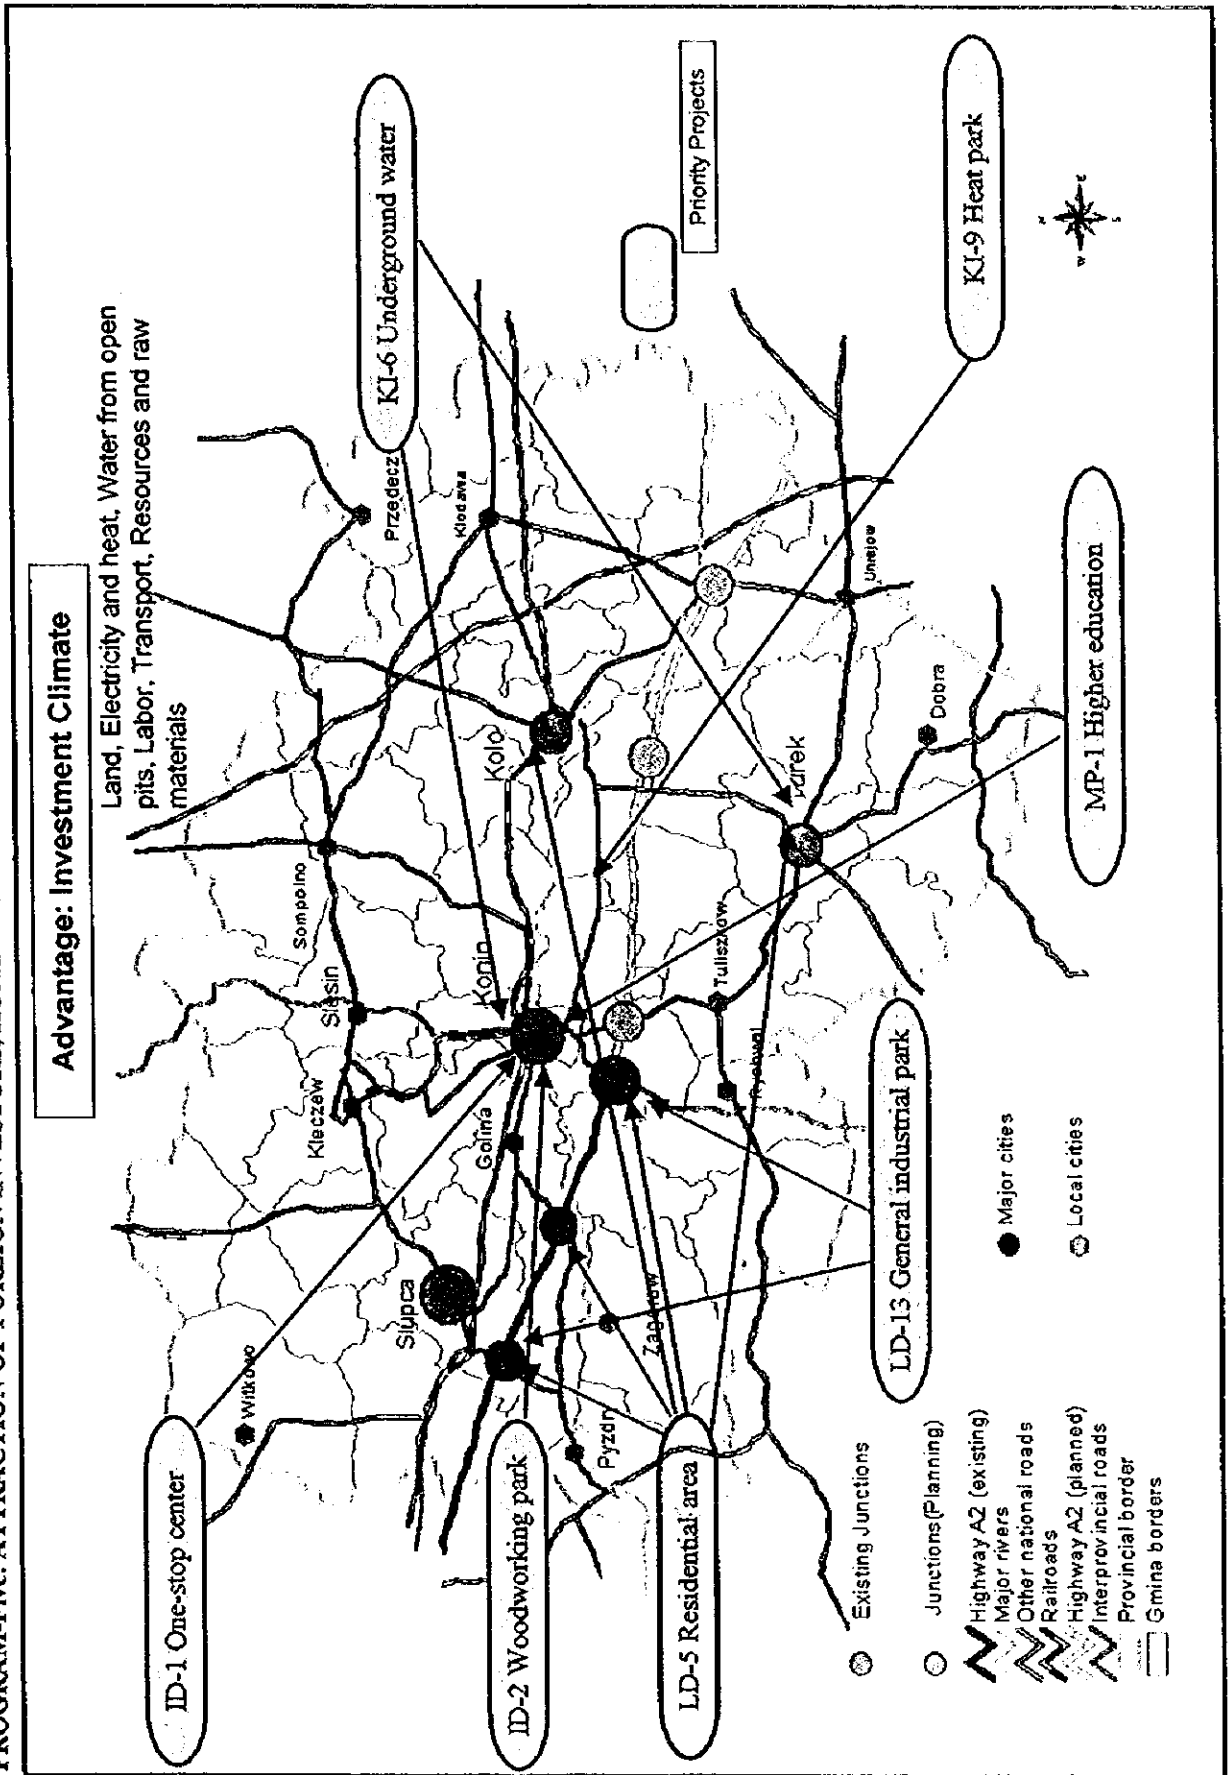 Advantage: Investment Climate
Land, Electricity and heat, Water from open
pits, Labor, Transport, Resources and raw
materials
ID-1 One-stop center
KI-6 Underground water
Witkowo
Kleczew
Slesin
Sompolno
Przedecz
Slupca
Golina
Konin
Kolo
Klodawa
Priority Projects
ID-2 Woodworking park
Pyzdry
LD-5 Residential area
Tuliszkow
Turek
Dobra
KI-9 Heat park
LD-13 General industrial park
MP-1 Higher education
Existing Junctions
Junctions(Planning)
Major cities
Local cities
Highway A2 (existing)
Major rivers
Other national roads
Railroads
Highway A2 (planned)
Interprovincial roads
Provincial border
Gmina borders
W
S